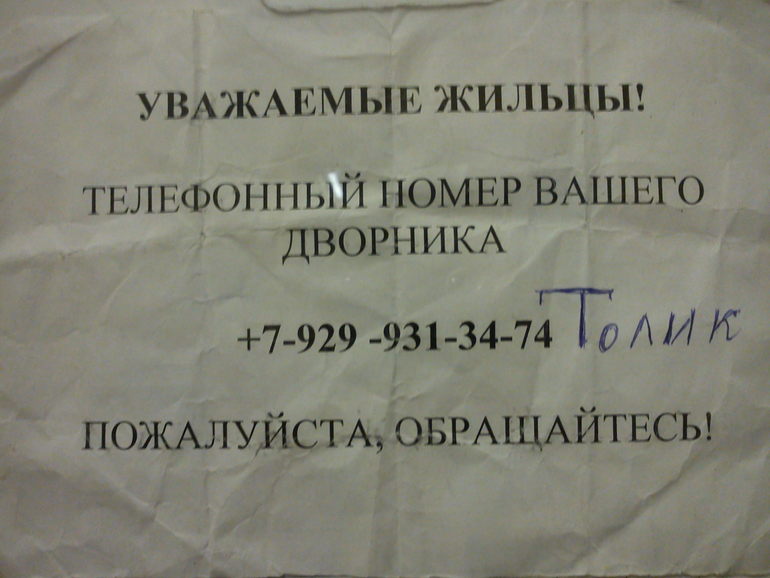 УВАЖАЕМЫЕ ЖИЛЬЦЫ!
ТЕЛЕФОННЫЙ НОМЕР ВАШЕГО
ДВОРНИКА
+7-929 -931-34-74 Толик
ПОЖАЛУЙСТА, ОБРАЩАЙТЕСЬ!